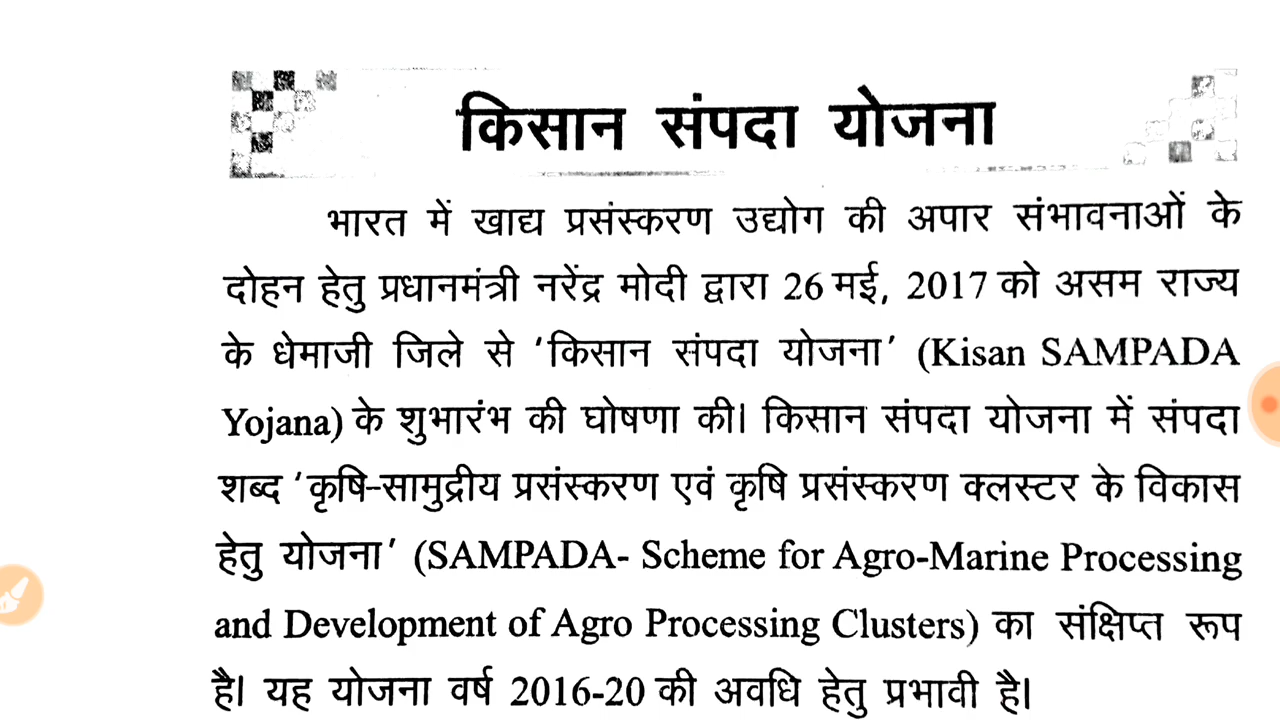 किसान संपदा योजना
भारत में खाद्य प्रसंस्करण उद्योग की अपार संभावनाओं के
दोहन हेतु प्रधानमंत्री नरेंद्र मोदी द्वारा 26 मई, 2017 को असम राज्य
के धेमाजी जिले से 'किसान संपदा योजना' (Kisan SAMPADA
Yojana) के शुभारंभ की घोषणा की। किसान संपदा योजना में संपदा
शब्द 'कृषि-सामुद्रीय प्रसंस्करण एवं कृषि प्रसंस्करण क्लस्टर के विकास
हेतु योजना' (SAMPADA- Scheme for Agro-Marine Processing
and Development of Agro Processing Clusters) का संक्षिप्त रूप
है। यह योजना वर्ष 2016-20 की अवधि हेतु प्रभावी है।